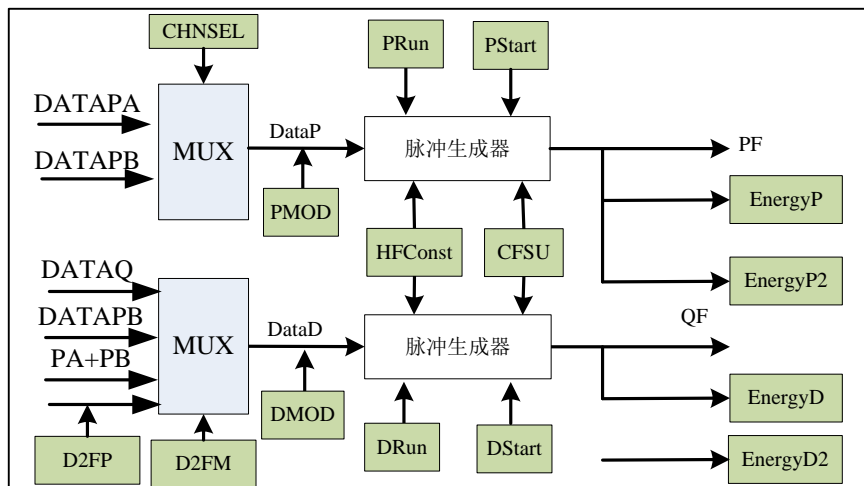 CHNSEL
PRun
PStart
DATAPA
DATAPB
MUX
DataP
脉冲生成器
PF
PMOD
EnergyP
HFConst
CFSU
EnergyP2
DATAQ
DATAPB
PA+PB
MUX
DataD
脉冲生成器
QF
D2FP
D2FM
DMOD
DRun
DStart
EnergyD
EnergyD2